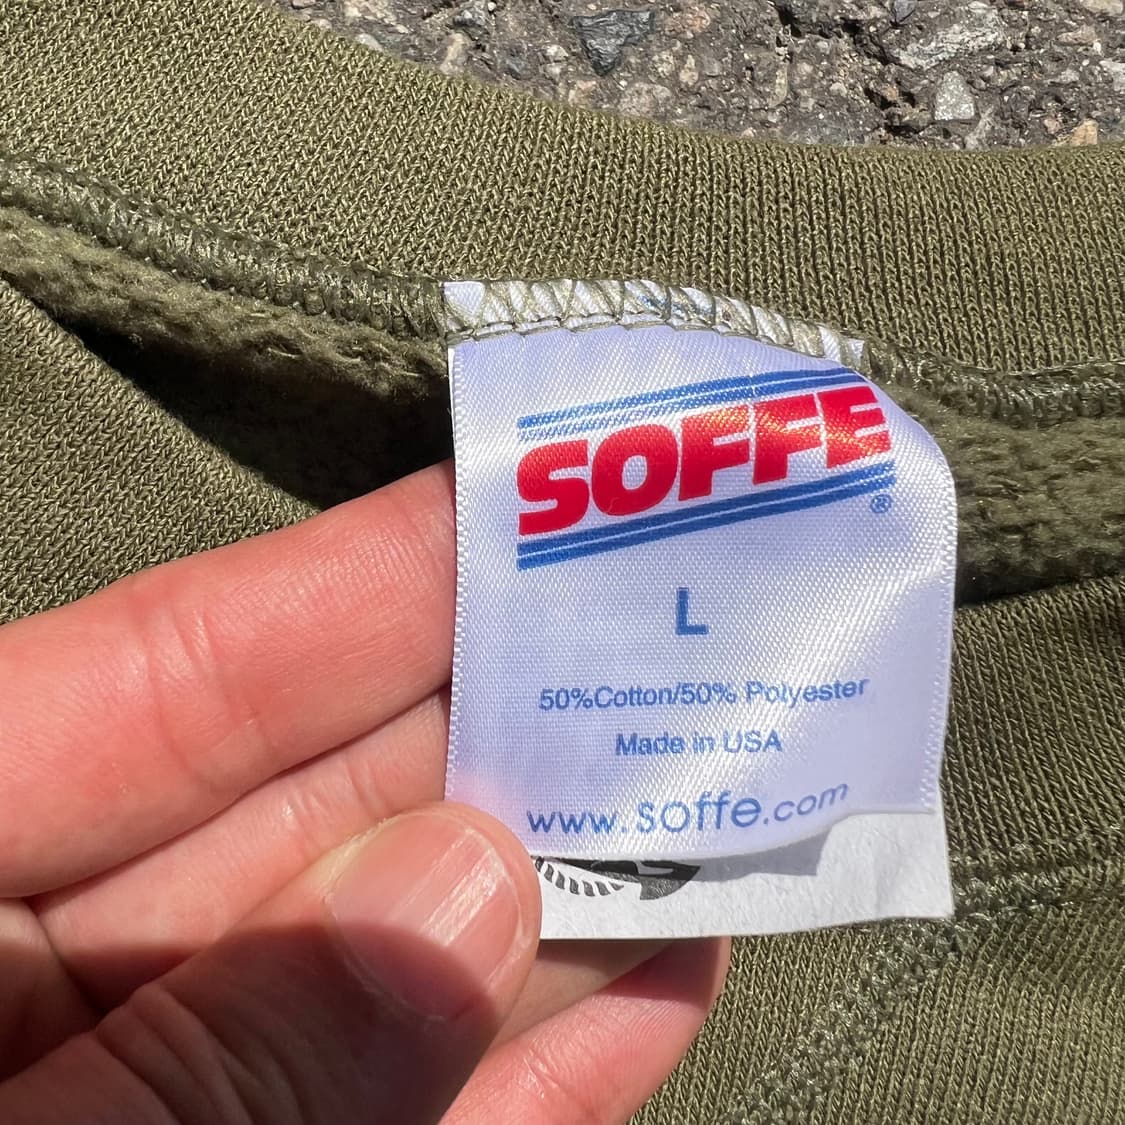 SOFFE
®
L
50%Cotton/50% Polyester
Made in USA
www.soffe.com